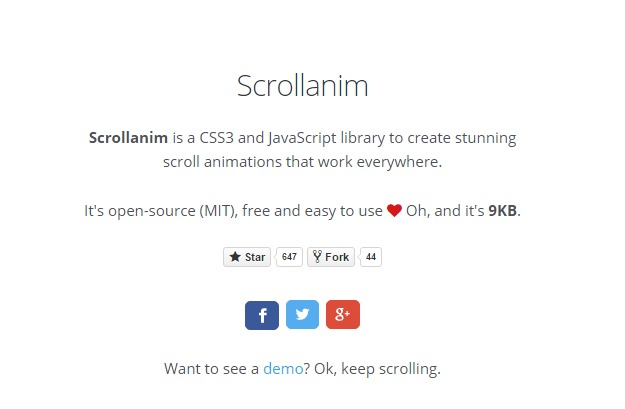 Scrollanim
Scrollanim is a CSS3 and JavaScript library to create stunning
scroll animations that work everywhere.
It's open-source (MIT), free and easy to use ❤ Oh, and it's 9KB.
Star 647 Fork 44
f g+
Want to see a demo? Ok, keep scrolling.